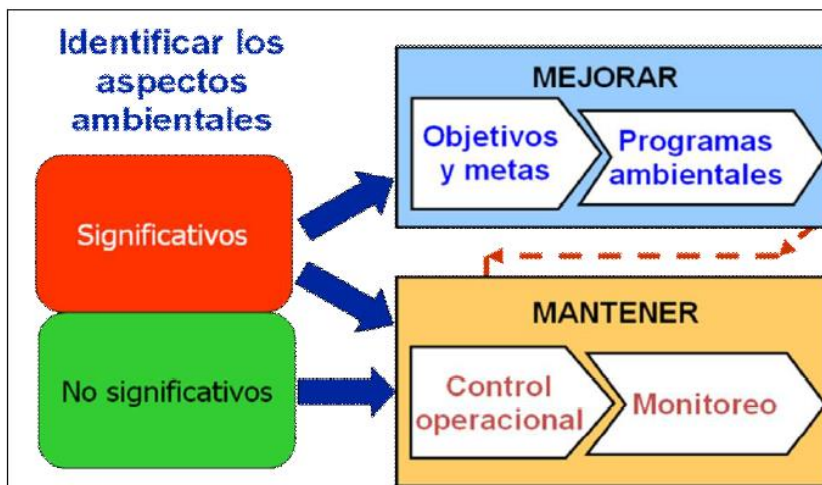 Identificar los
aspectos
ambientales
Significativos
No significativos
MEJORAR
Objetivos
y metas
Programas
ambientales
MANTENER
Control
operacional
Monitoreo